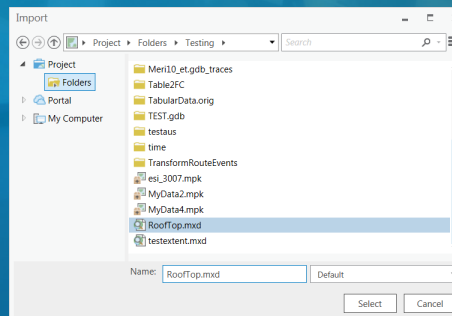 Import
Project Folders Testing Search
Project
Folders
Portal
My Computer
Meri10_et.gdb_traces
Table2FC
TabularData.orig
TEST.gdb
testaus
time
TransformRouteEvents
esi_3007.mpk
MyData2.mpk
MyData4.mpk
RoofTop.mxd
testextent.mxd
Name: RoofTop.mxd Default
Select Cancel